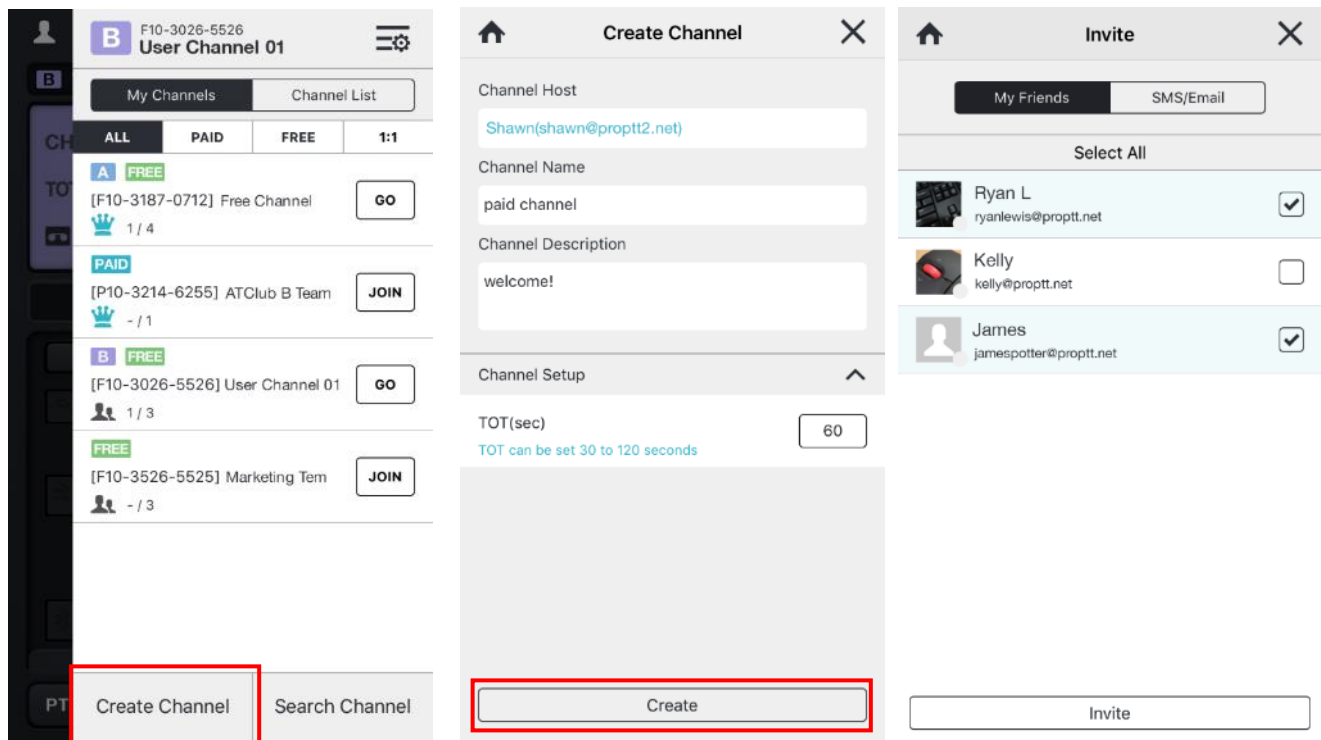 B
F10-3026-5526
User Channel 01
B
My Channels
Channel List
CH
ALL
PAID
FREE
1:1
A FREE
TO
[F10-3187-0712] Free Channel
GO
1 / 4
PAID
[P10-3214-6255] ATClub B Team
JOIN
- / 1
B FREE
[F10-3026-5526] User Channel 01
GO
1 / 3
FREE
[F10-3526-5525] Marketing Tem
JOIN
- / 3
PT
Create Channel
Search Channel
Create Channel
Channel Host
Shawn(shawn@proptt2.net)
Channel Name
paid channel
Channel Description
welcome!
Channel Setup
TOT(sec)
60
TOT can be set 30 to 120 seconds
Create
Invite
My Friends
SMS/Email
Select All
Ryan L
ryanlewis@proptt.net
Kelly
kelly@proptt.net
James
jamespotter@proptt.net
Invite